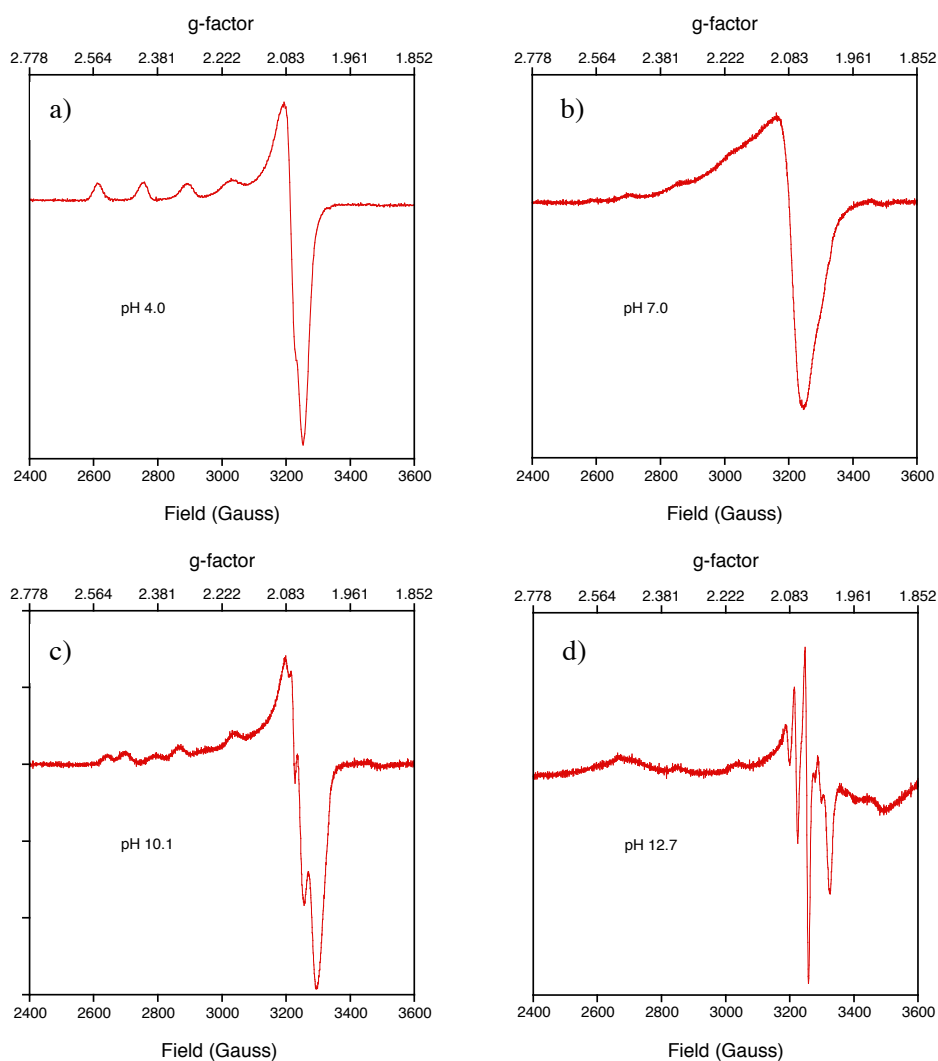 g-factor
2.778 2.564 2.381 2.222 2.083 1.961 1.852
a)
pH 4.0
2400 2600 2800 3000 3200 3400 3600
Field (Gauss)
g-factor
2.778 2.564 2.381 2.222 2.083 1.961 1.852
b)
pH 7.0
2400 2600 2800 3000 3200 3400 3600
Field (Gauss)
g-factor
2.778 2.564 2.381 2.222 2.083 1.961 1.852
c)
pH 10.1
2400 2600 2800 3000 3200 3400 3600
Field (Gauss)
g-factor
2.778 2.564 2.381 2.222 2.083 1.961 1.852
d)
pH 12.7
2400 2600 2800 3000 3200 3400 3600
Field (Gauss)